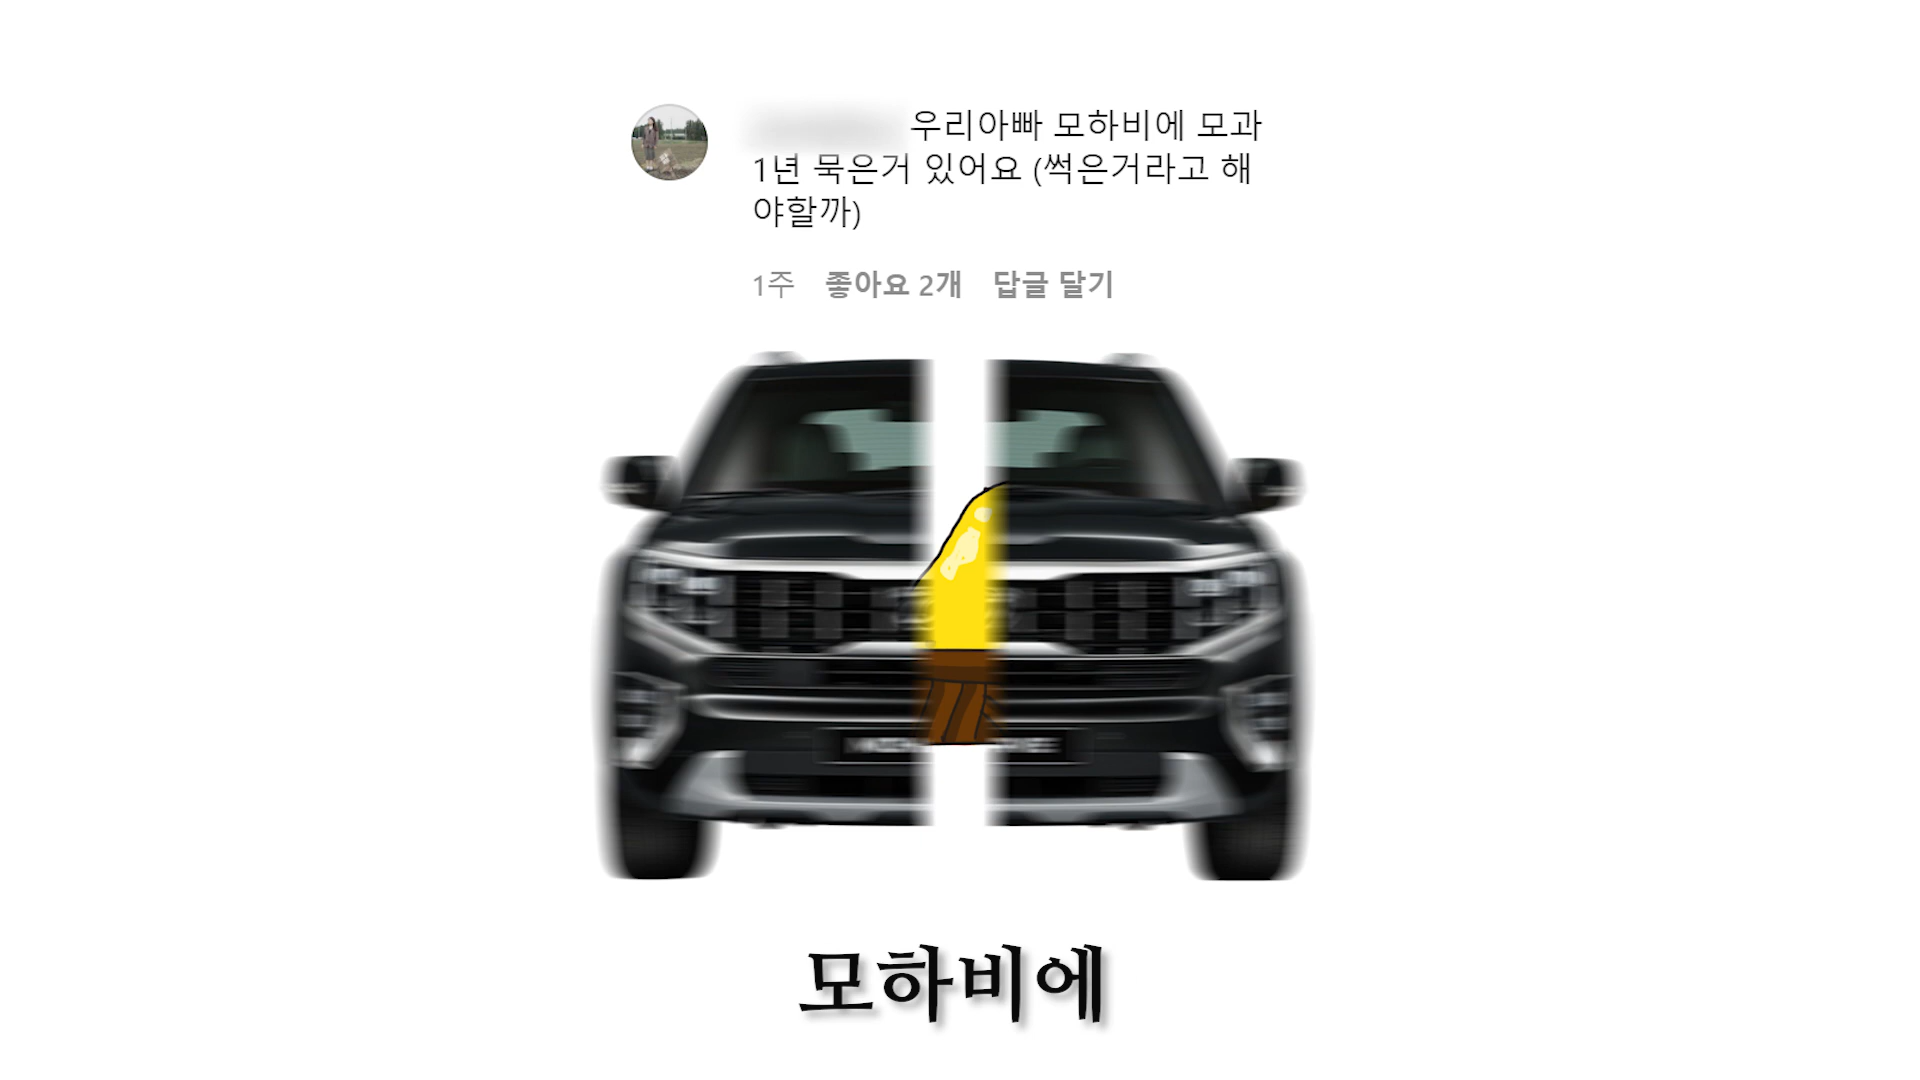 우리아빠 모하비에 모과
1년 묵은거 있어요 (썩은거라고 해
야할까)
1주 좋아요 2개 답글 달기
모하비에